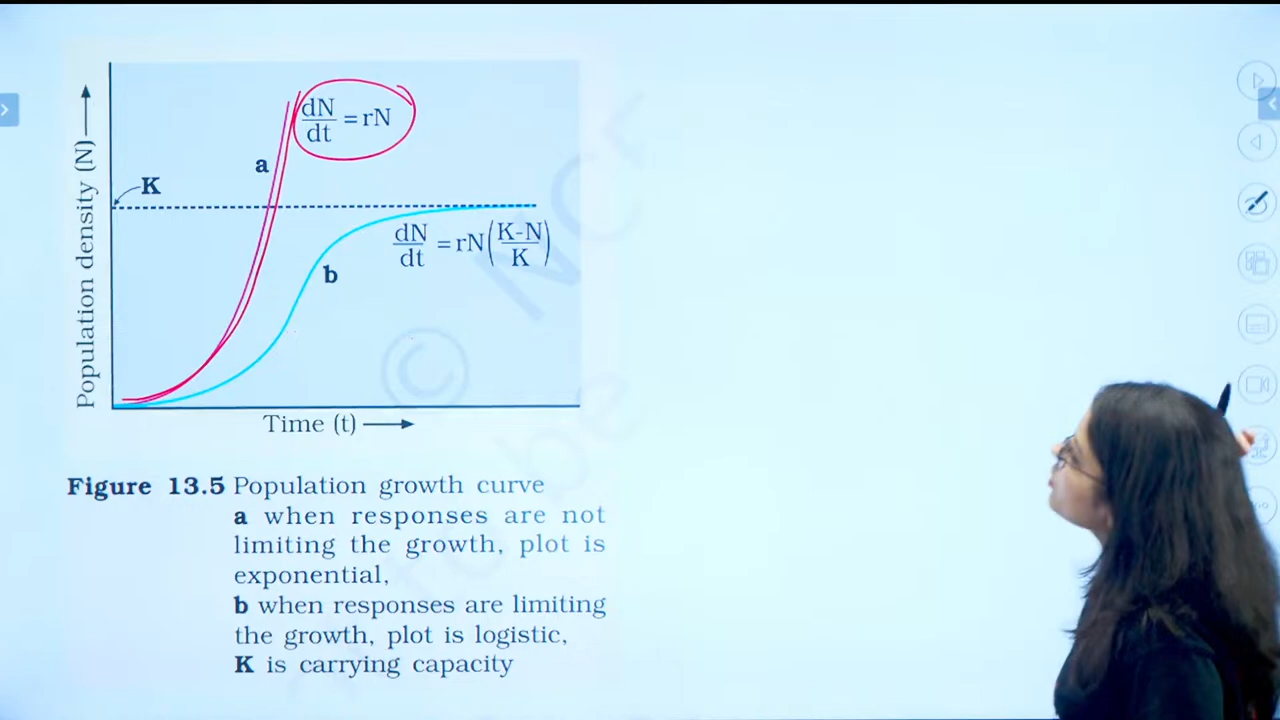 Population density (N)
K
a
dN/dt = rN
b
dN/dt = rN(K-N/K)
Time (t)
Figure 13.5 Population growth curve
a when responses are not
limiting the growth, plot is
exponential,
b when responses are limiting
the growth, plot is logistic,
K is carrying capacity